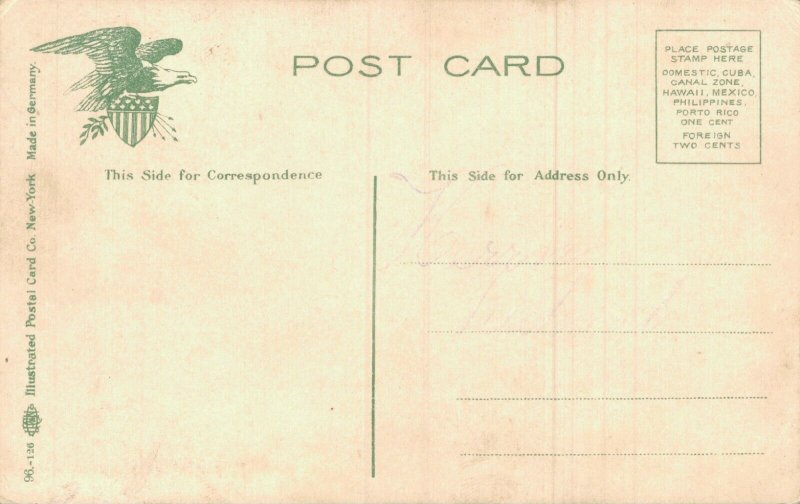 POST CARD
PLACE POSTAGE
STAMP HERE
DOMESTIC, CUBA,
CANAL ZONE,
HAWAII, MEXICO,
PHILIPPINES,
PORTO RICO
ONE CENT
FOREIGN
TWO CENTS
This Side for Correspondence
This Side for Address Only.
96.-126 Illustrated Postal Card Co. New-York Made in Germany.